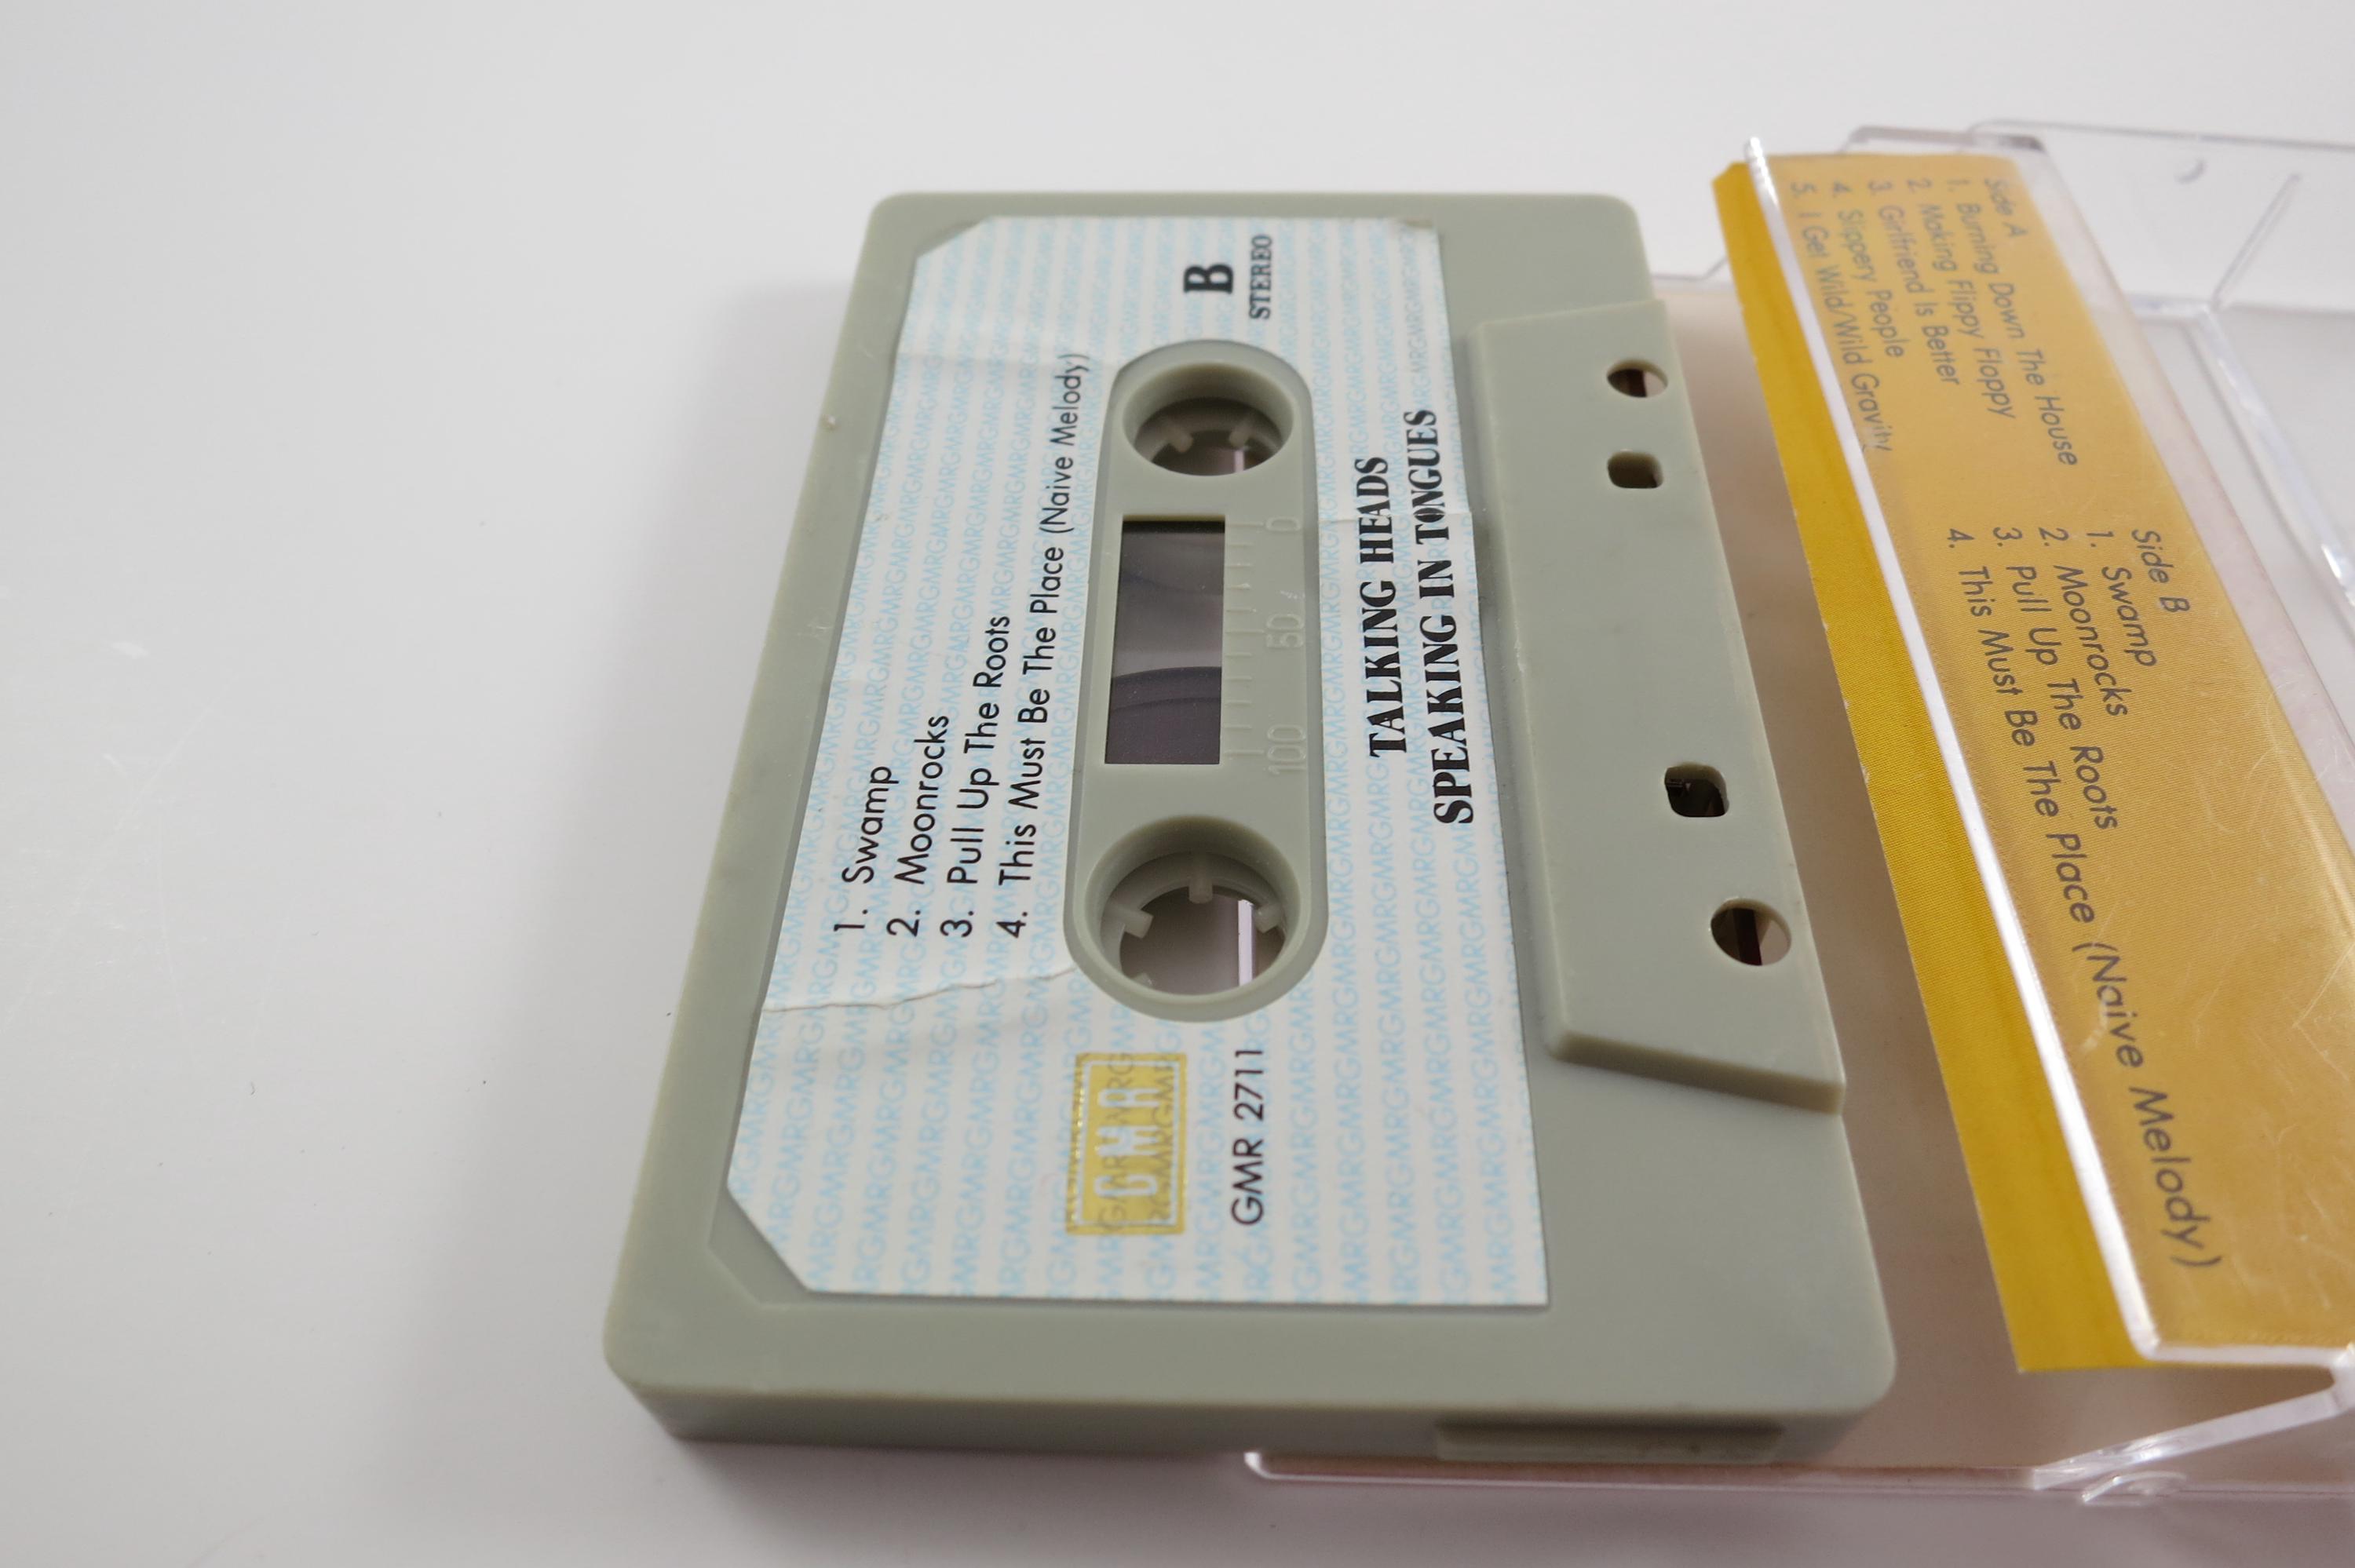 B
STEREO
1. Swamp
2. Moonrocks
3. Pull Up The Roots
4. This Must Be The Place (Naive Melody)
0
50
100
TALKING HEADS
SPEAKING IN TONGUES
GMR
GMR 2711
Side A
1. Burning Down The House
2. Making Flippy Floppy
3. Girlfriend Is Better
4. Slippery People
5. I Get Wild/Wild Gravity
Side B
1. Swamp
2. Moonrocks
3. Pull Up The Roots
4. This Must Be The Place (Naive Melody)